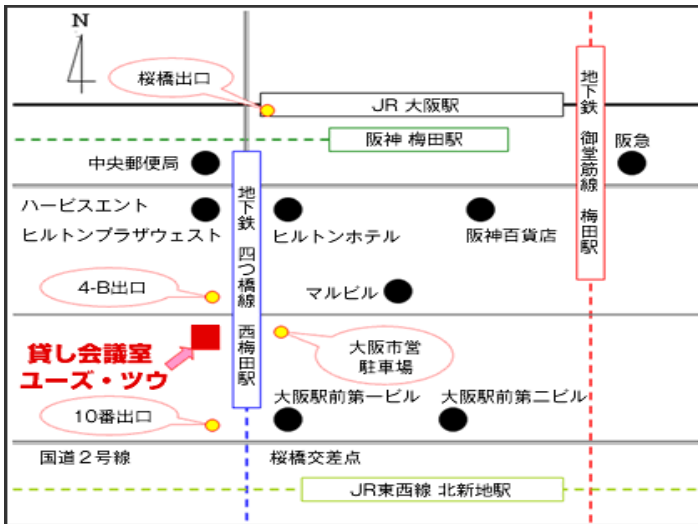 N
桜橋出口
JR 大阪駅
阪神 梅田駅
地下鉄 御堂筋線 梅田駅
阪急
中央郵便局
地下鉄 四つ橋線 西梅田駅
ハービスエント
ヒルトンプラザウェスト
ヒルトンホテル
阪神百貨店
4-B出口
マルビル
貸し会議室
ユーズ・ツウ
大阪市営
駐車場
10番出口
大阪駅前第一ビル
大阪駅前第二ビル
国道２号線
桜橋交差点
JR東西線 北新地駅